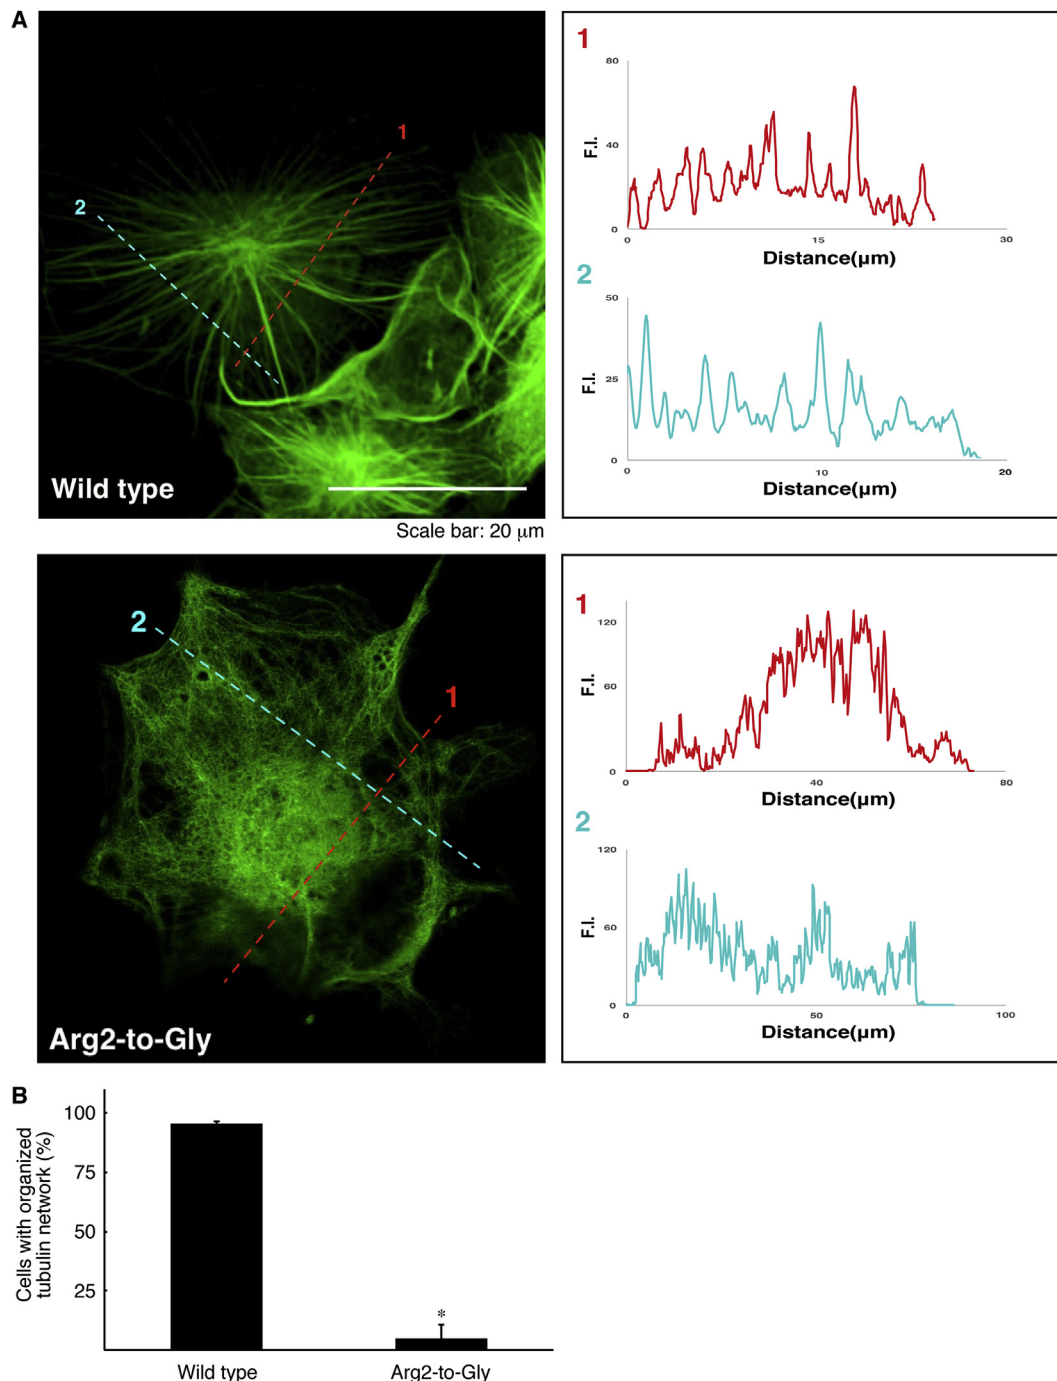 A
1
2
Wild type
Scale bar: 20 μm
1
80
40
0
F.I.
0
15
30
Distance(μm)
2
50
25
0
F.I.
0
10
20
Distance(μm)
2
1
Arg2-to-Gly
1
120
60
0
F.I.
0
40
80
Distance(μm)
2
120
60
0
F.I.
0
50
100
Distance(μm)
B
Cells with organized
tubulin network (%)
100
75
50
25
*
Wild type
Arg2-to-Gly